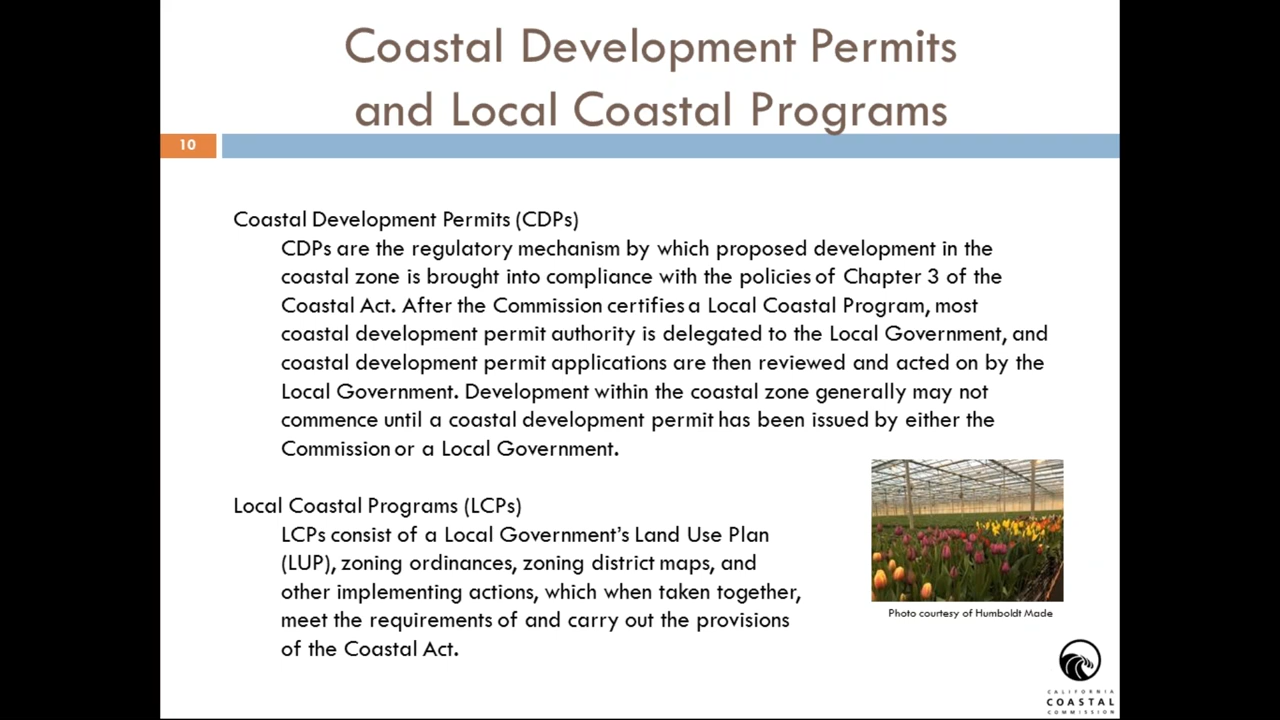 Coastal Development Permits
and Local Coastal Programs
10
Coastal Development Permits (CDPs)
CDPs are the regulatory mechanism by which proposed development in the
coastal zone is brought into compliance with the policies of Chapter 3 of the
Coastal Act. After the Commission certifies a Local Coastal Program, most
coastal development permit authority is delegated to the Local Government, and
coastal development permit applications are then reviewed and acted on by the
Local Government. Development within the coastal zone generally may not
commence until a coastal development permit has been issued by either the
Commission or a Local Government.
Local Coastal Programs (LCPs)
LCPs consist of a Local Government’s Land Use Plan
(LUP), zoning ordinances, zoning district maps, and
other implementing actions, which when taken together,
meet the requirements of and carry out the provisions
of the Coastal Act.
Photo courtesy of Humboldt Made
CALIFORNIA
COASTAL
COMMISSION